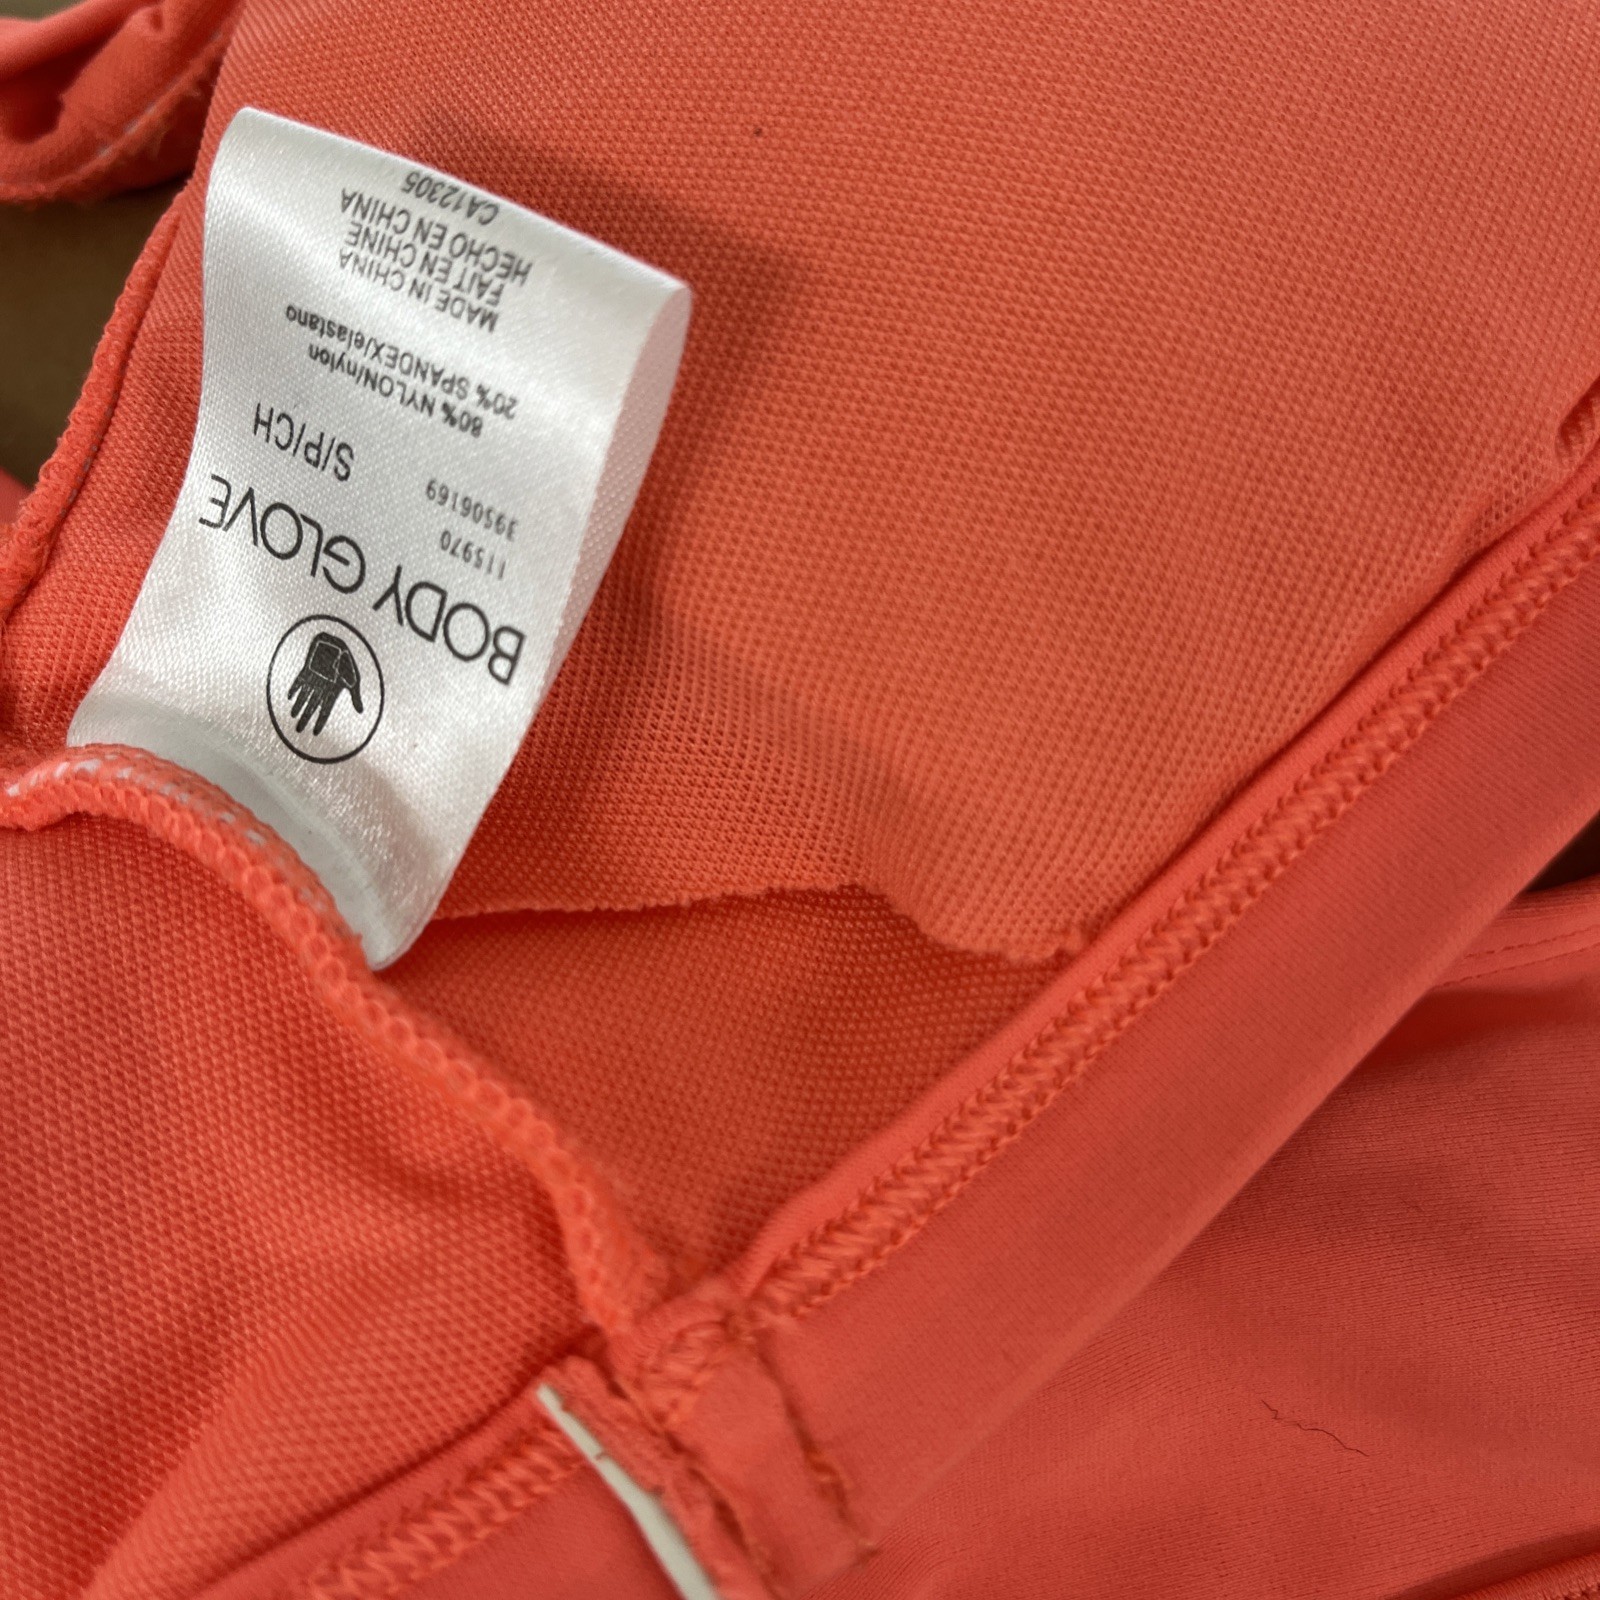 BODY GLOVE
115970
39506169
S/P/CH
80% NYLON/nylon
20% SPANDEX/elastano
MADE IN CHINA
FAIT EN CHINE
HECHO EN CHINA
CA12305